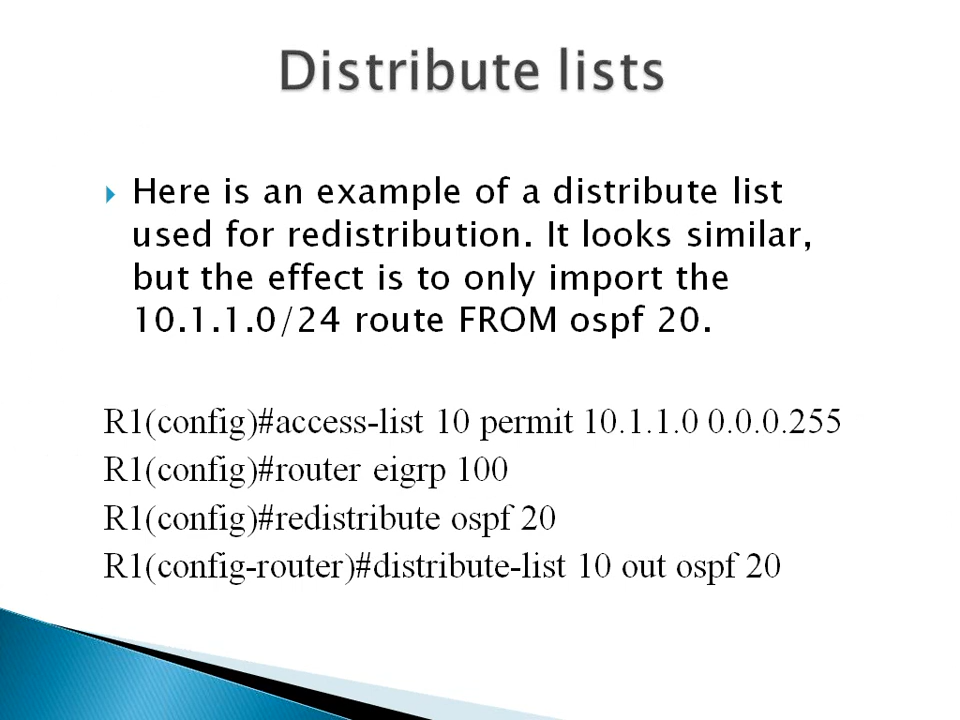 Distribute lists
Here is an example of a distribute list
used for redistribution. It looks similar,
but the effect is to only import the
10.1.1.0/24 route FROM ospf 20.
R1(config)#access-list 10 permit 10.1.1.0 0.0.0.255
R1(config)#router eigrp 100
R1(config)#redistribute ospf 20
R1(config-router)#distribute-list 10 out ospf 20